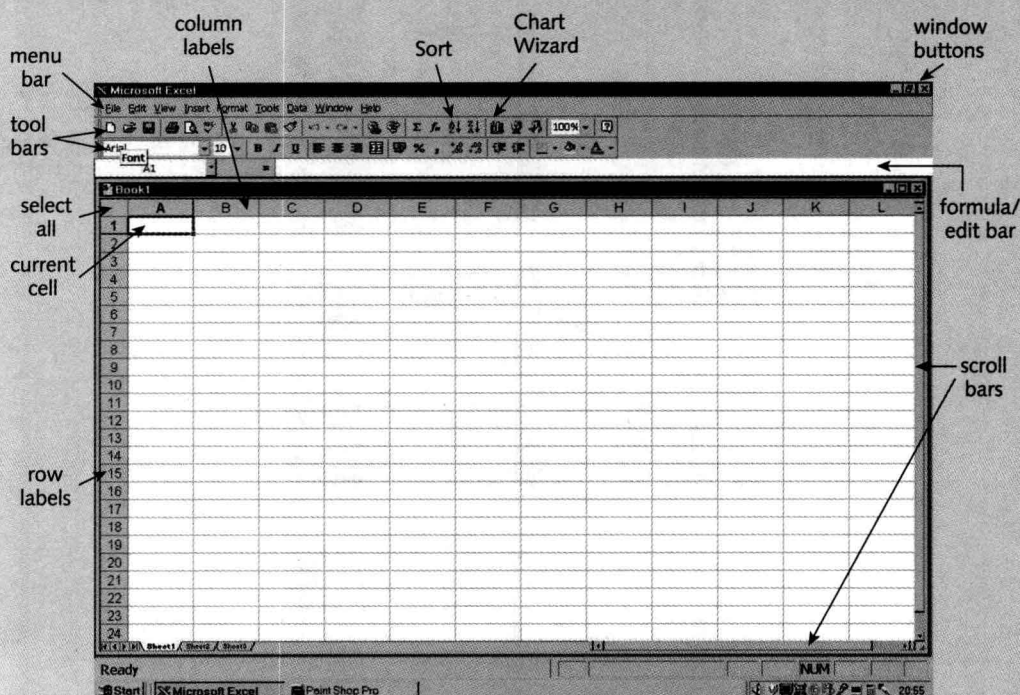 column
labels
Chart
Wizard
Sort
window
buttons
menu
bar
Microsoft Excel
File Edit View Insert Format Tools Data Window Help
tool
bars
100%
Arial 10 B I U
Font
A1 =
formula/
edit bar
Book1
select
all
A B C D E F G H I J K L
current
cell
1
2
3
4
5
6
7
8
9
10
11
12
13
14
15
16
17
18
19
20
21
22
23
24
scroll
bars
row
labels
Sheet1 Sheet2 Sheet3
Ready NUM
Start Microsoft Excel Paint Shop Pro 20:55